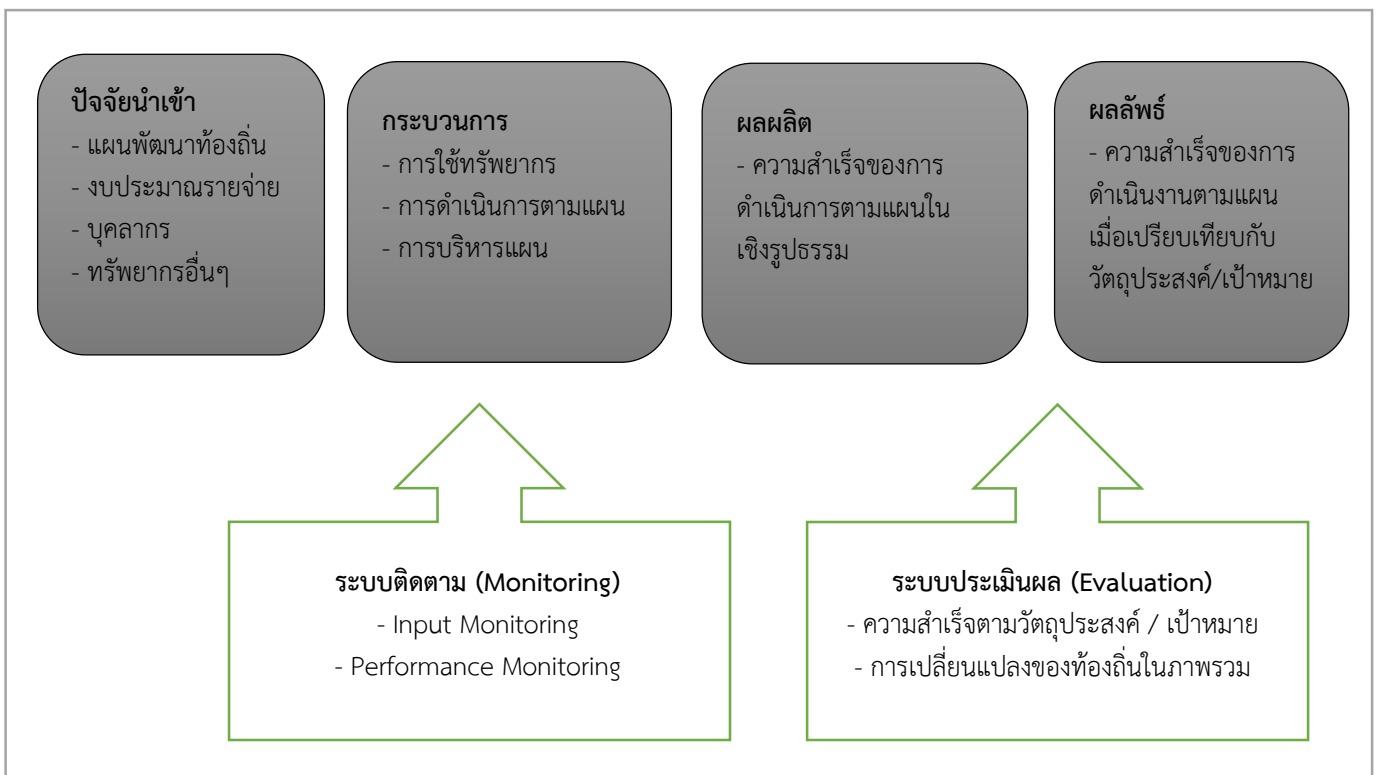 ปัจจัยนำเข้า
- แผนพัฒนาท้องถิ่น
- งบประมาณรายจ่าย
- บุคลากร
- ทรัพยากรอื่นๆ
กระบวนการ
- การใช้ทรัพยากร
- การดำเนินการตามแผน
- การบริหารแผน
ผลผลิต
- ความสำเร็จของการ
ดำเนินการตามแผนใน
เชิงรูปธรรม
ผลลัพธ์
- ความสำเร็จของการ
ดำเนินงานตามแผน
เมื่อเปรียบเทียบกับ
วัตถุประสงค์/เป้าหมาย
ระบบติดตาม (Monitoring)
- Input Monitoring
- Performance Monitoring
ระบบประเมินผล (Evaluation)
- ความสำเร็จตามวัตถุประสงค์ / เป้าหมาย
- การเปลี่ยนแปลงของท้องถิ่นในภาพรวม